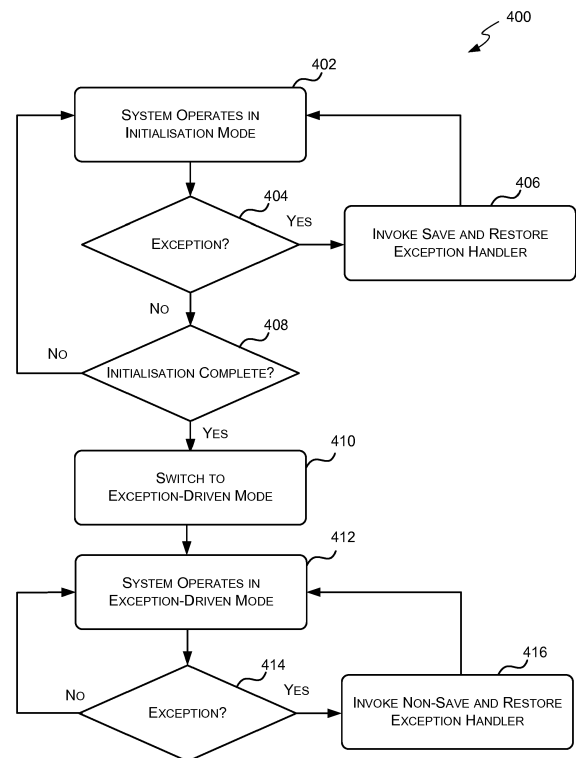 400
402
SYSTEM OPERATES IN
INITIALISATION MODE
404
EXCEPTION?
YES
406
INVOKE SAVE AND RESTORE
EXCEPTION HANDLER
NO
408
INITIALISATION COMPLETE?
NO
YES
410
SWITCH TO
EXCEPTION-DRIVEN MODE
412
SYSTEM OPERATES IN
EXCEPTION-DRIVEN MODE
414
EXCEPTION?
NO
YES
416
INVOKE NON-SAVE AND RESTORE
EXCEPTION HANDLER